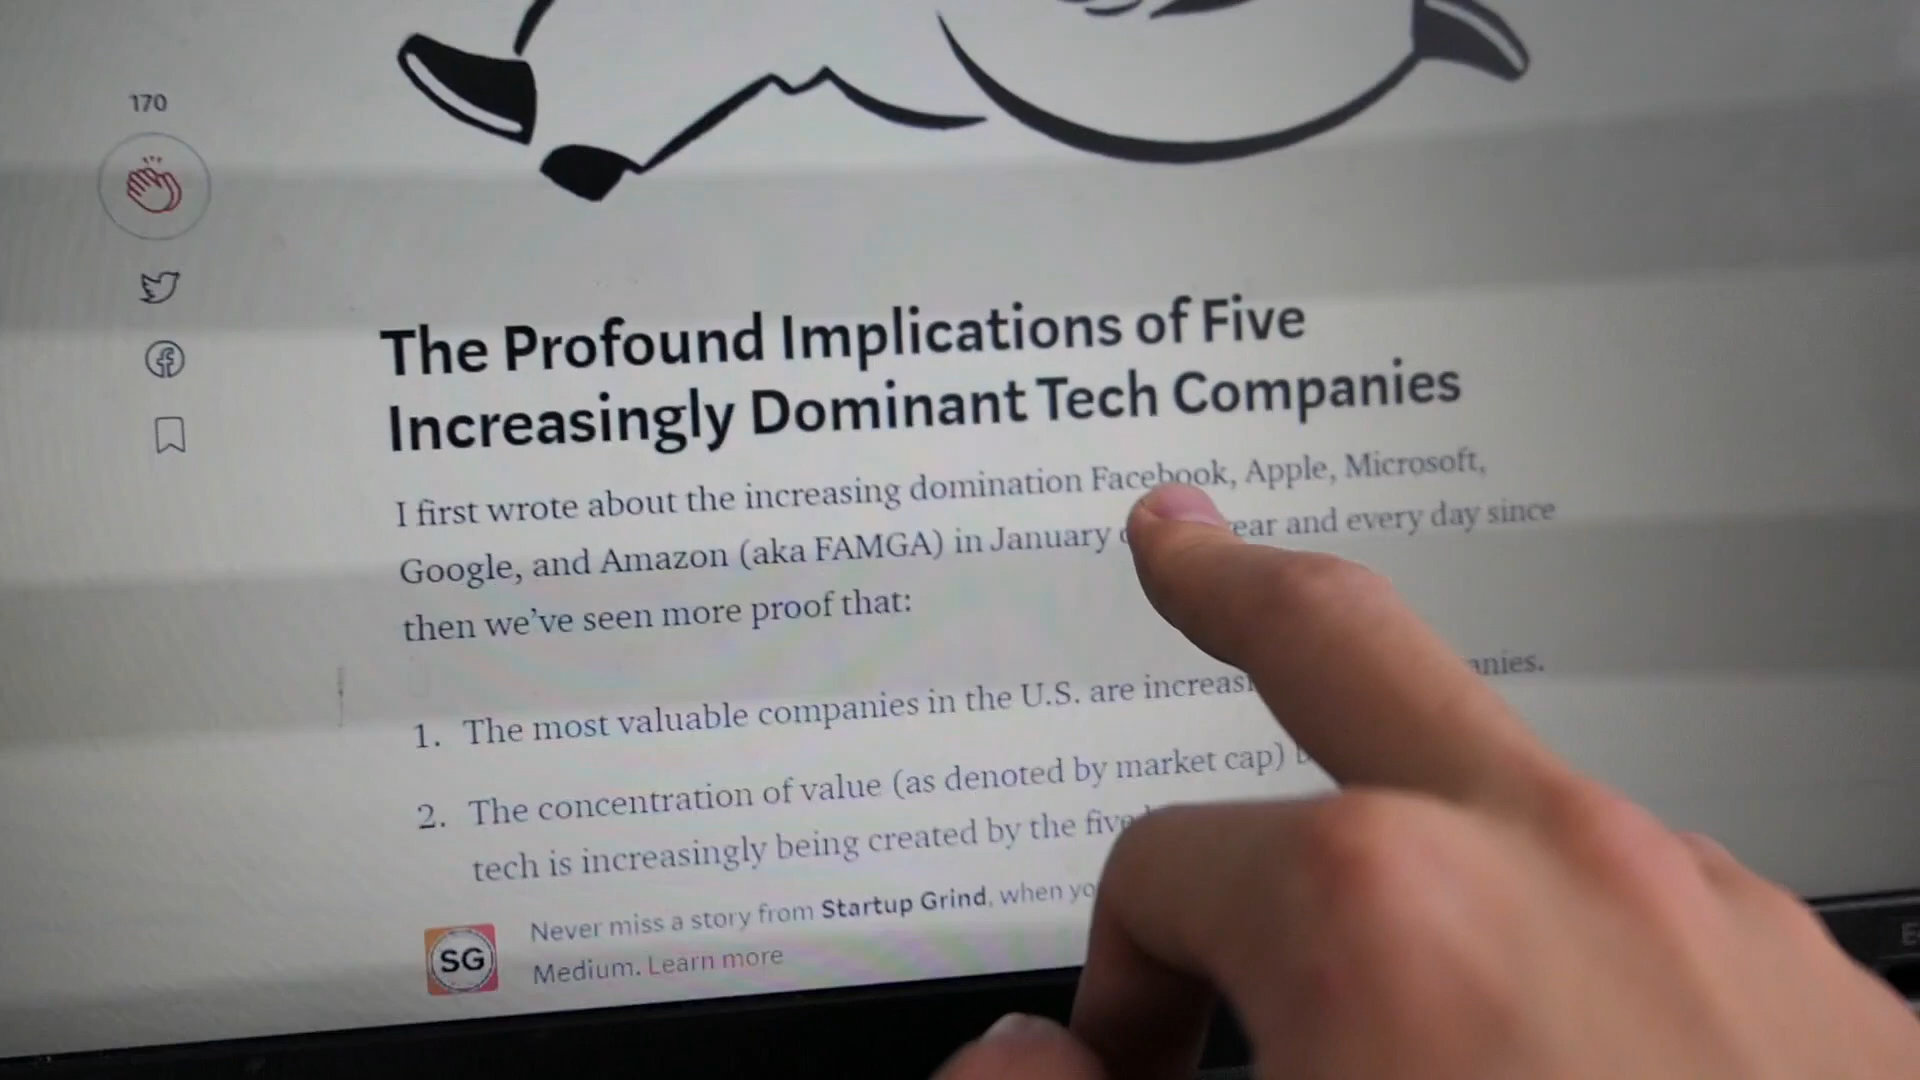 170
The Profound Implications of Five
Increasingly Dominant Tech Companies
I first wrote about the increasing domination Facebook, Apple, Microsoft,
Google, and Amazon (aka FAMGA) in January and every day since
then we've seen more proof that:
1. The most valuable companies in the U.S. are
2. The concentration of value (as denoted by market cap)
tech is increasingly being created by the five
SG
Never miss a story from Startup Grind, when
Medium. Learn more